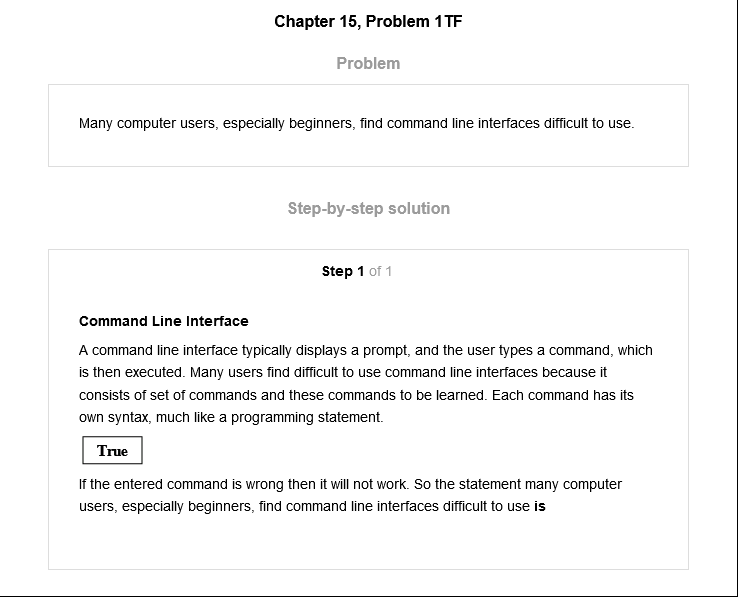 Chapter 15, Problem 1TF
Problem
Many computer users, especially beginners, find command line interfaces difficult to use.
Step-by-step solution
Step 1 of 1
Command Line Interface
A command line interface typically displays a prompt, and the user types a command, which
is then executed. Many users find difficult to use command line interfaces because it
consists of set of commands and these commands to be learned. Each command has its
own syntax, much like a programming statement.
True
If the entered command is wrong then it will not work. So the statement many computer
users, especially beginners, find command line interfaces difficult to use is